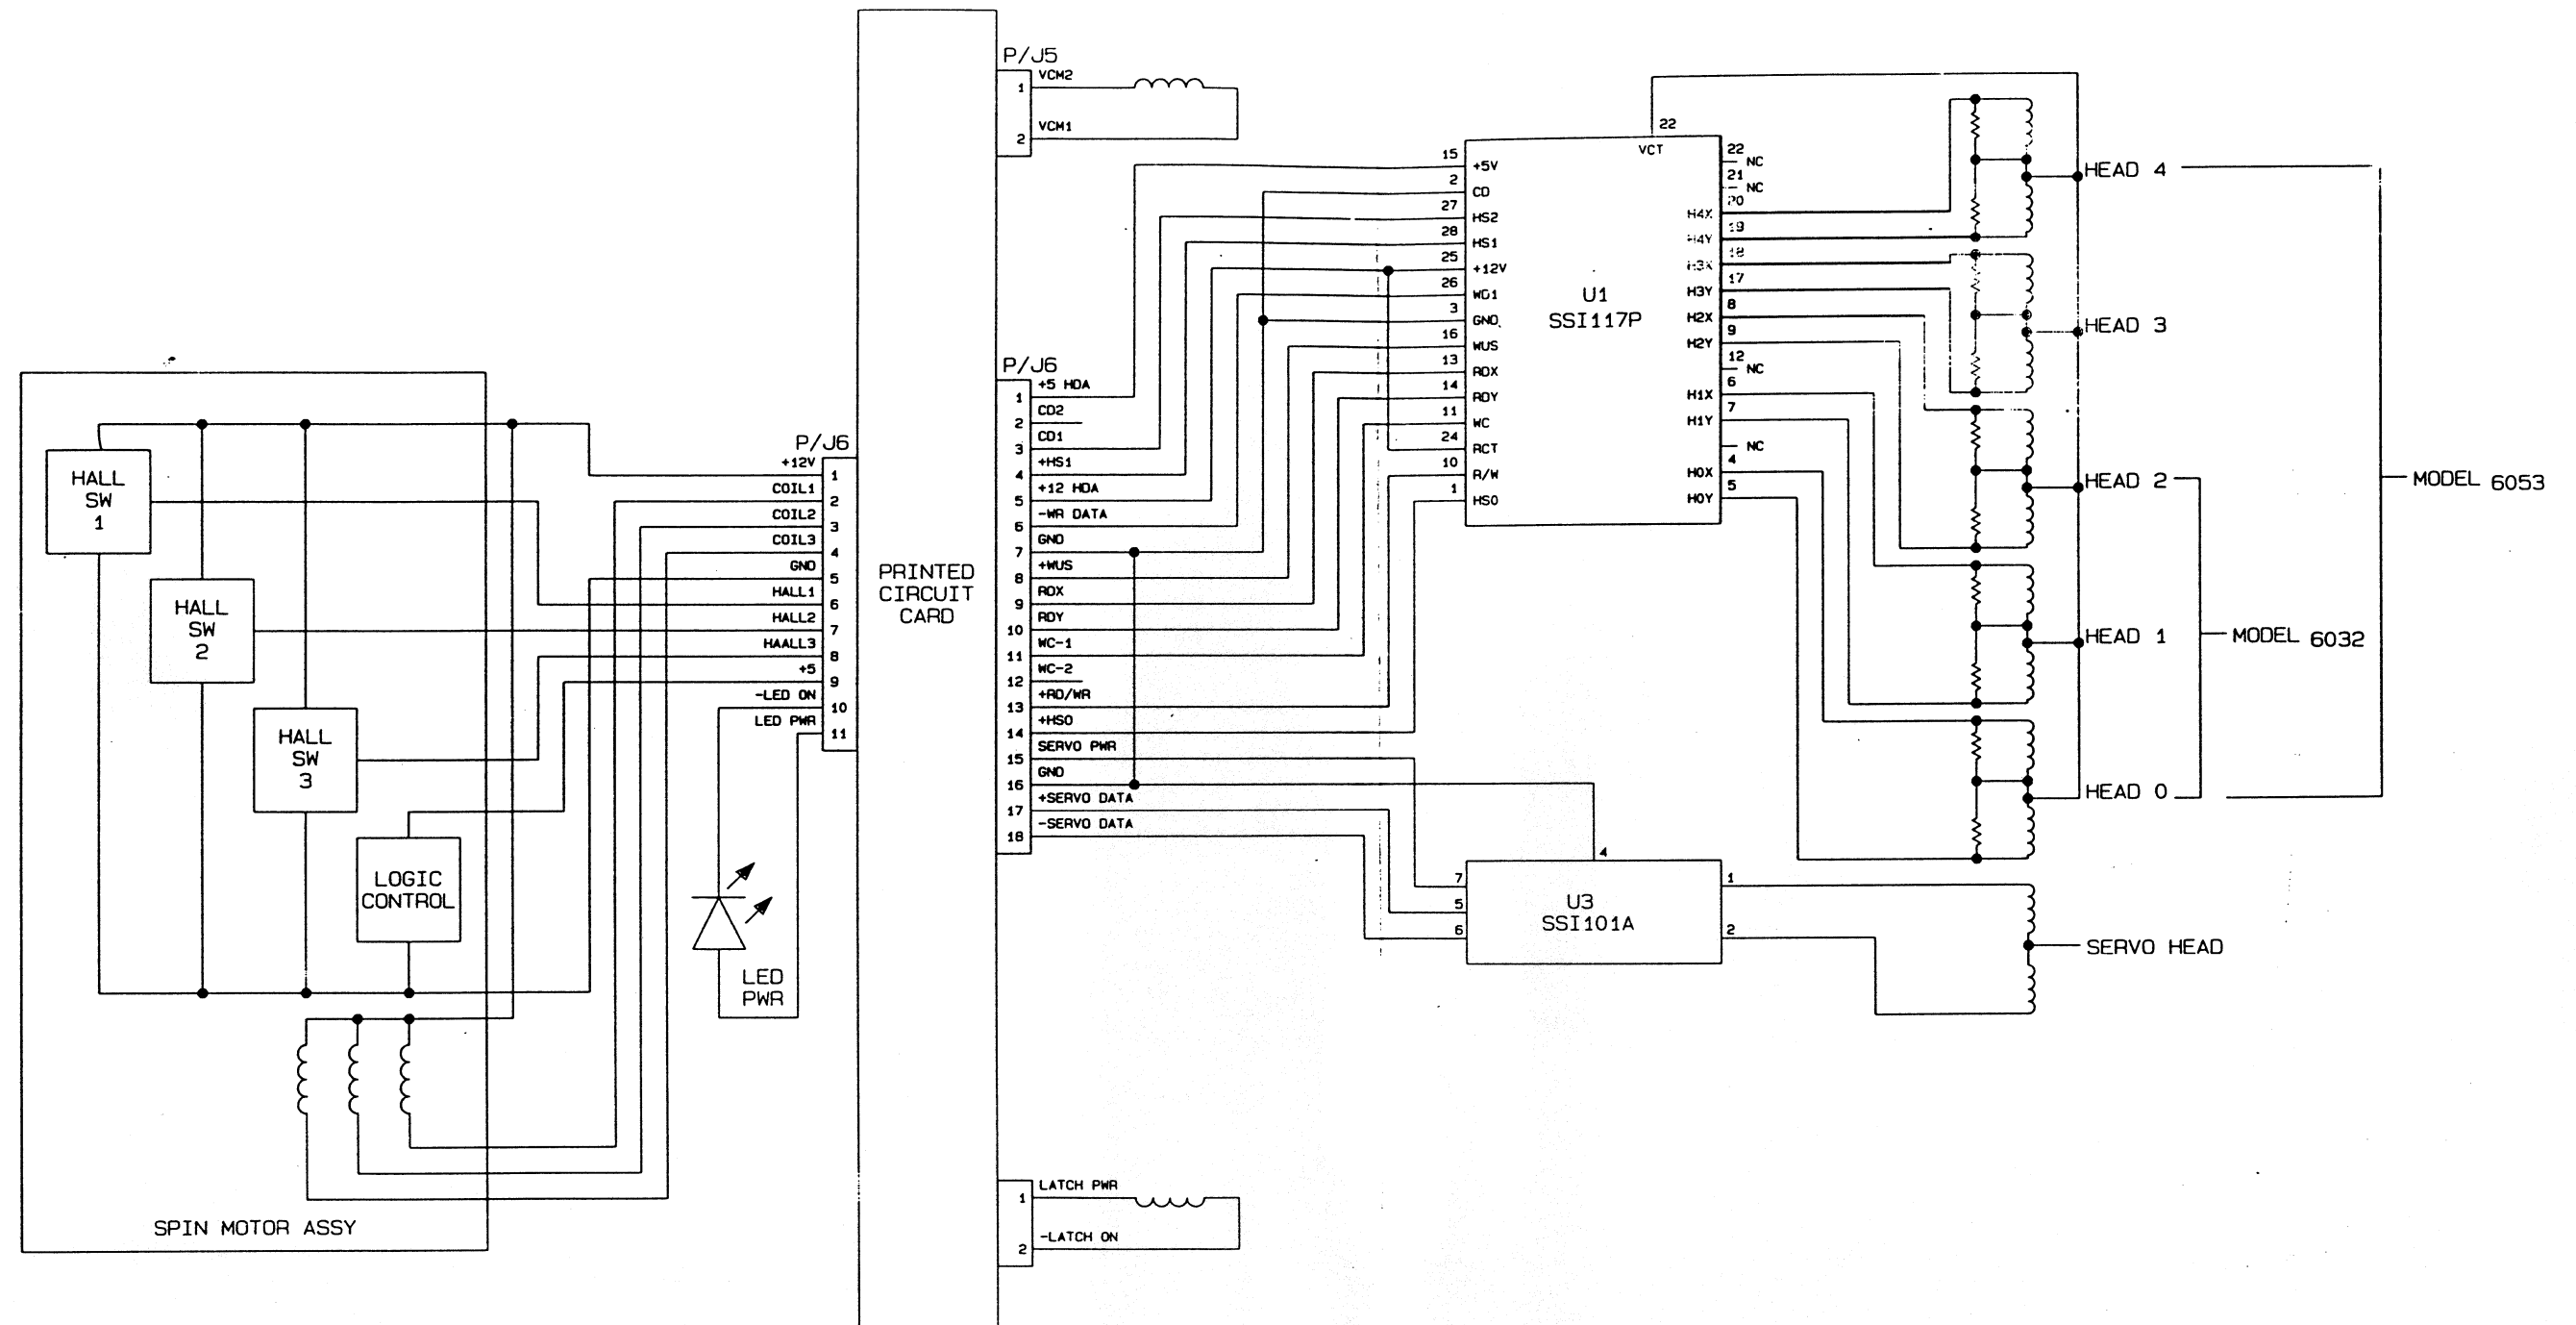 P/J5
VCM2
1
VCM1
2
22
VCT
15
+5V
2
CD
27
HS2
28
HS1
25
+12V
26
WD1
3
GND
16
WUS
13
RDX
14
RDY
11
WC
24
RCT
10
R/W
1
HS0
U1
SSI117P
22
NC
21
NC
20
H4X
19
H4Y
18
H3X
17
H3Y
8
H2X
9
H2Y
12
NC
6
H1X
7
H1Y
NC
4
H0X
5
H0Y
HEAD 4
HEAD 3
HEAD 2
HEAD 1
HEAD 0
MODEL 6053
MODEL 6032
P/J6
+5 HDA
1
CD2
2
CD1
3
+HS1
4
+12 HDA
5
-WR DATA
6
GND
7
+WUS
8
RDX
9
RDY
10
WC-1
11
WC-2
12
+RD/WR
13
+HS0
14
SERVO PWR
15
GND
16
+SERVO DATA
17
-SERVO DATA
18
PRINTED
CIRCUIT
CARD
P/J6
+12V
1
COIL1
2
COIL2
3
COIL3
4
GND
5
HALL1
6
HALL2
7
HAALL3
8
+5
9
-LED ON
10
LED PWR
11
HALL
SW
1
HALL
SW
2
HALL
SW
3
LOGIC
CONTROL
LED
PWR
SPIN MOTOR ASSY
4
7
5
6
U3
SSI101A
1
2
SERVO HEAD
LATCH PWR
1
-LATCH ON
2